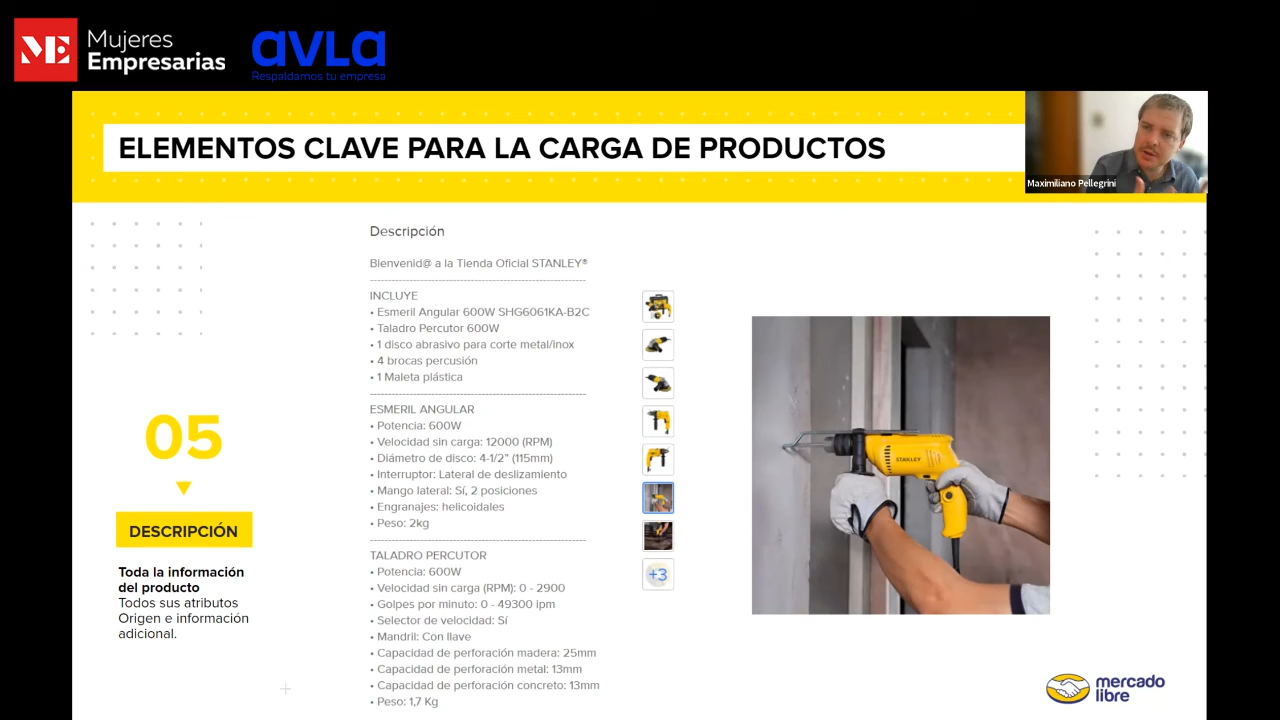 ME
Mujeres
Empresarias
avla
Respaldamos tu empresa
ELEMENTOS CLAVE PARA LA CARGA DE PRODUCTOS
Maximiliano Pellegrini
05
DESCRIPCIÓN
Toda la información
del producto
Todos sus atributos
Origen e información
adicional.
Descripción
Bienvenid@ a la Tienda Oficial STANLEY®
------------------------------------------------------------
INCLUYE
• Esmeril Angular 600W SHG6061KA-B2C
• Taladro Percutor 600W
• 1 disco abrasivo para corte metal/inox
• 4 brocas percusión
• 1 Maleta plástica
------------------------------------------------------------
ESMERIL ANGULAR
• Potencia: 600W
• Velocidad sin carga: 12000 (RPM)
• Diámetro de disco: 4-1/2" (115mm)
• Interruptor: Lateral de deslizamiento
• Mango lateral: Sí, 2 posiciones
• Engranajes: helicoidales
• Peso: 2kg
------------------------------------------------------------
TALADRO PERCUTOR
• Potencia: 600W
• Velocidad sin carga (RPM): 0 - 2900
• Golpes por minuto: 0 - 49300 ipm
• Selector de velocidad: Sí
• Mandril: Con llave
• Capacidad de perforación madera: 25mm
• Capacidad de perforación metal: 13mm
• Capacidad de perforación concreto: 13mm
• Peso: 1,7 Kg
+3
STANLEY
mercado
libre